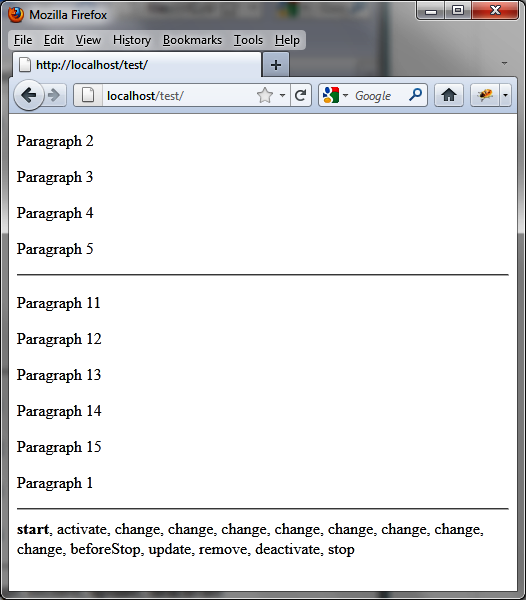 Mozilla Firefox
File Edit View History Bookmarks Tools Help
http://localhost/test/
localhost/test/ Google
Paragraph 2
Paragraph 3
Paragraph 4
Paragraph 5
Paragraph 11
Paragraph 12
Paragraph 13
Paragraph 14
Paragraph 15
Paragraph 1
start, activate, change, change, change, change, change, change, change,
change, beforeStop, update, remove, deactivate, stop